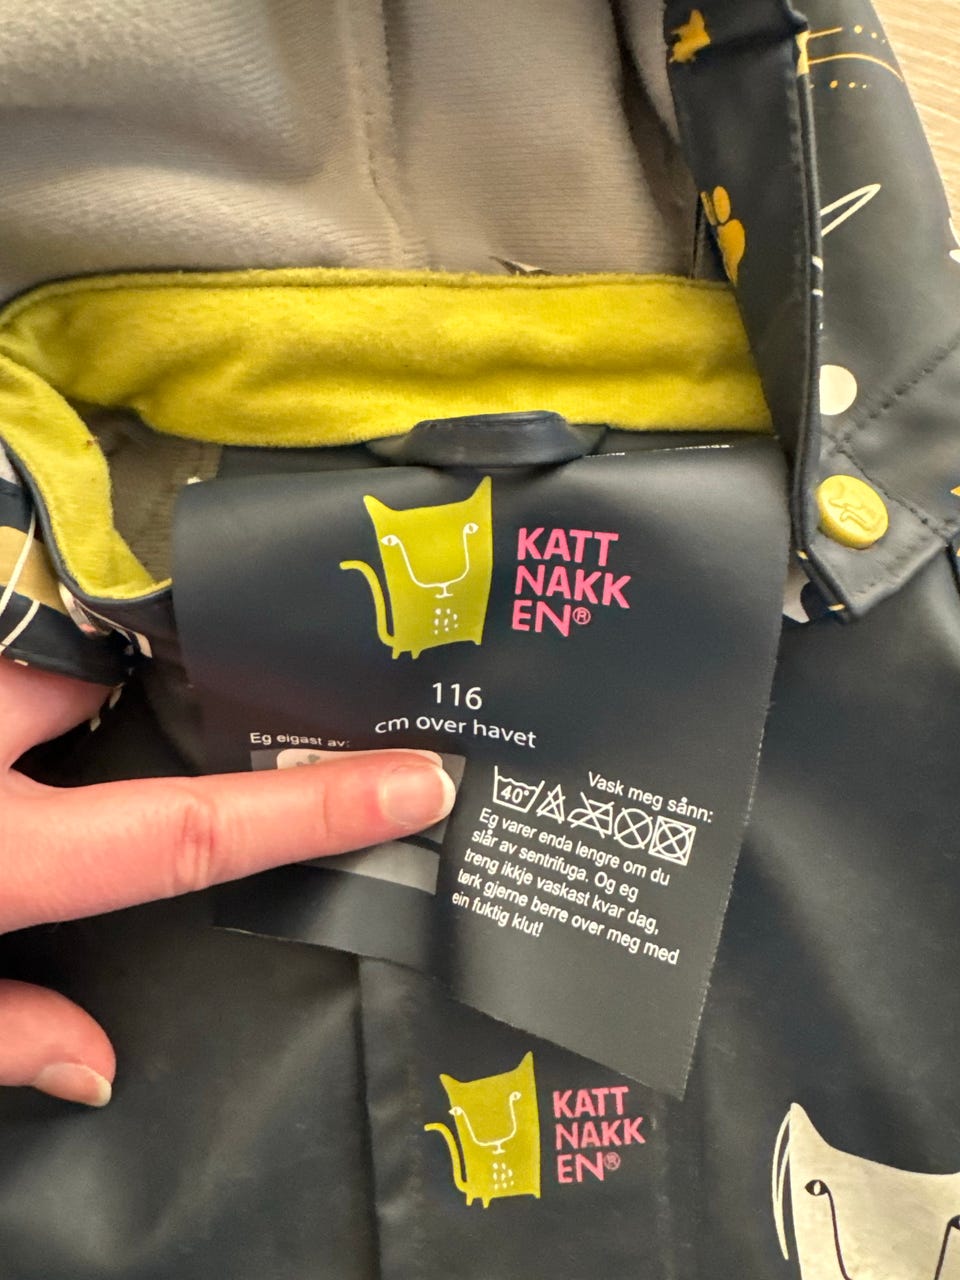 KATT
NAKK
EN®
116
cm over havet
Eg eigast av:
Vask meg sånn:
40°
Eg varer enda lengre om du
slår av sentrifuga. Og eg
treng ikkje vaskast kvar dag,
tørk gjerne berre over meg med
ein fuktig klut!
KATT
NAKK
EN®